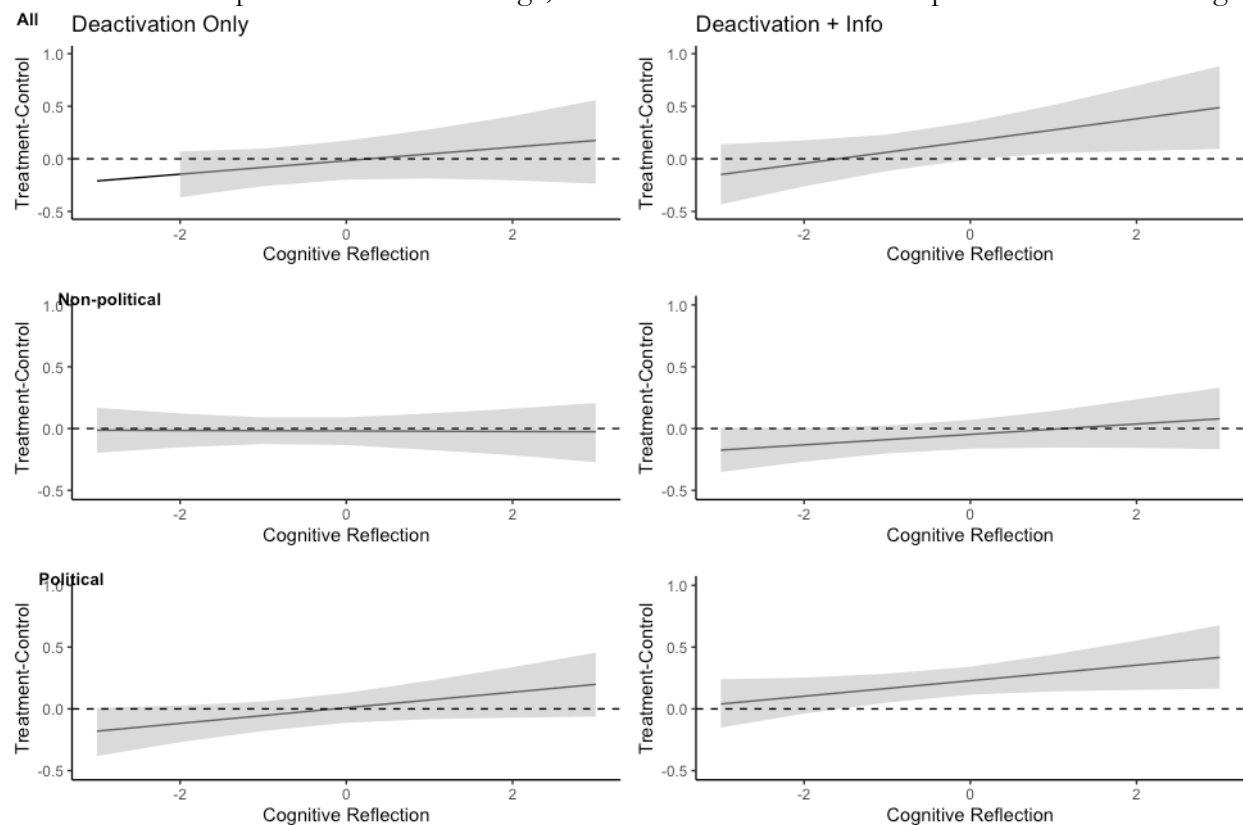 All
Deactivation Only
Deactivation + Info
1.0
0.5
0.0
-0.5
Treatment-Control
-2 0 2
Cognitive Reflection
1.0
0.5
0.0
-0.5
Treatment-Control
-2 0 2
Cognitive Reflection
Non-political
1.0
0.5
0.0
-0.5
Treatment-Control
-2 0 2
Cognitive Reflection
1.0
0.5
0.0
-0.5
Treatment-Control
-2 0 2
Cognitive Reflection
Political
1.0
0.5
0.0
-0.5
Treatment-Control
-2 0 2
Cognitive Reflection
1.0
0.5
0.0
-0.5
Treatment-Control
-2 0 2
Cognitive Reflection